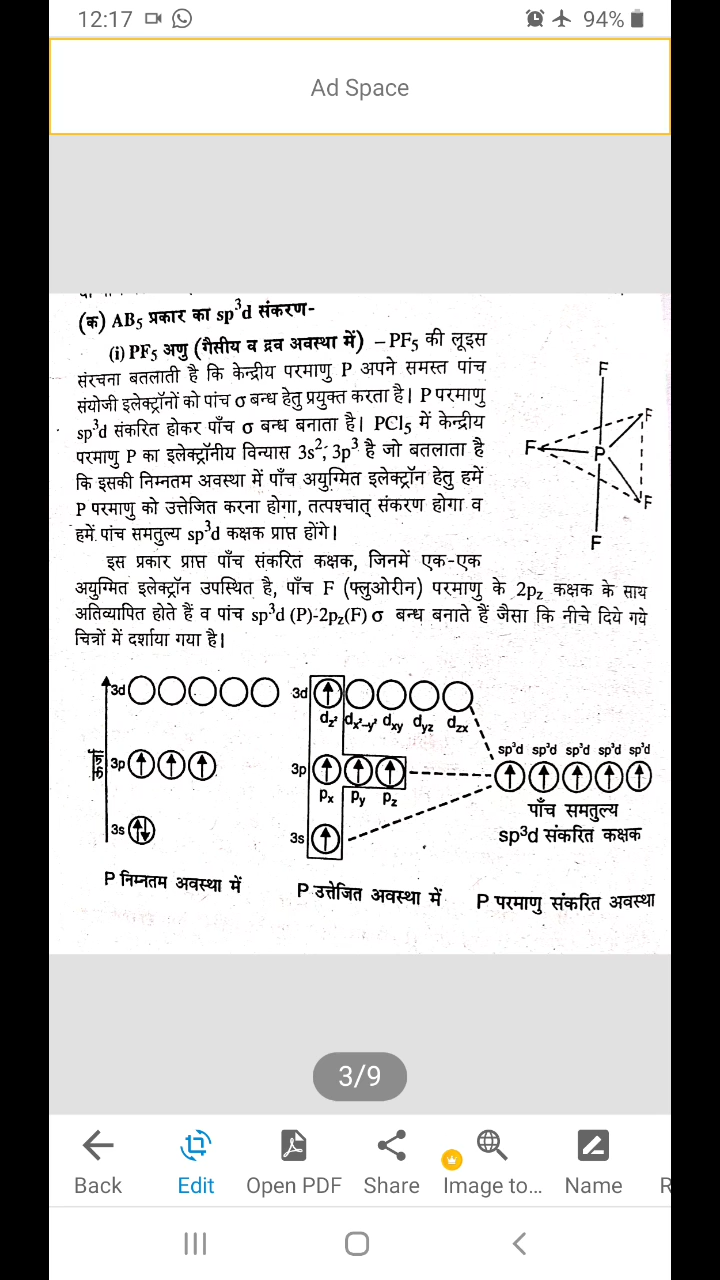 12:17
94%
Ad Space
(क) AB5 प्रकार का sp³d संकरण-
(i) PF5 अणु (गैसीय व द्रव अवस्था में) – PF5 की लूइस
संरचना बतलाती है कि केन्द्रीय परमाणु P अपने समस्त पांच
संयोजी इलेक्ट्रॉनों को पांच σ बन्ध हेतु प्रयुक्त करता है। P परमाणु
sp³d संकरित होकर पाँच σ बन्ध बनाता है। PCl5 में केन्द्रीय
परमाणु P का इलेक्ट्रॉनीय विन्यास 3s², 3p³ है जो बतलाता है
कि इसकी निम्नतम अवस्था में पाँच अयुग्मित इलेक्ट्रॉन हेतु हमें
P परमाणु को उत्तेजित करना होगा, तत्पश्चात् संकरण होगा व
हमें पांच समतुल्य sp³d कक्षक प्राप्त होंगे।
F
F
F
P
F
F
इस प्रकार प्राप्त पाँच संकरित कक्षक, जिनमें एक-एक
अयुग्मित इलेक्ट्रॉन उपस्थित है, पाँच F (फ्लुओरीन) परमाणु के 2pz कक्षक के साथ
अतिव्यापित होते हैं व पांच sp³d (P)-2pz(F) σ बन्ध बनाते हैं जैसा कि नीचे दिये गये
चित्रों में दर्शाया गया है।
ऊर्जा
3d
3p
3s
P निम्नतम अवस्था में
3d
dz² dx²-y² dxy dyz dzx
3p
px py pz
3s
P उत्तेजित अवस्था में
sp³d sp³d sp³d sp³d sp³d
पाँच समतुल्य
sp³d संकरित कक्षक
P परमाणु संकरित अवस्था
3/9
Back Edit Open PDF Share Image to... Name R